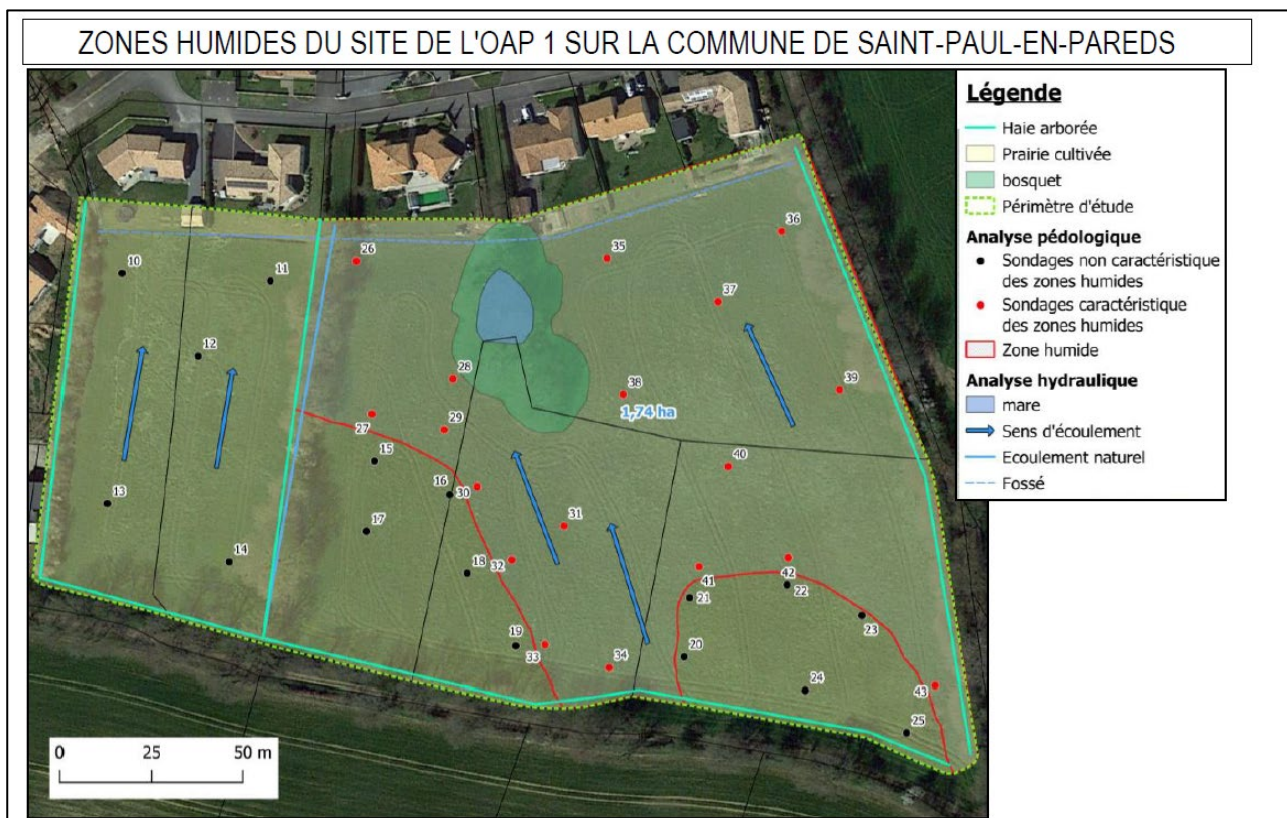 ZONES HUMIDES DU SITE DE L'OAP 1 SUR LA COMMUNE DE SAINT-PAUL-EN-PAREDS
Légende
Haie arborée
Prairie cultivée
bosquet
Périmètre d'étude
Analyse pédologique
Sondages non caractéristique
des zones humides
Sondages caractéristique
des zones humides
Zone humide
Analyse hydraulique
mare
Sens d'écoulement
Ecoulement naturel
Fossé
36
35
26
10
11
37
12
28
38
39
1,74 ha
27
29
15
40
16
30
13
31
17
14
32
18
41
42
22
21
23
19
33
20
34
24
43
25
0 25 50 m